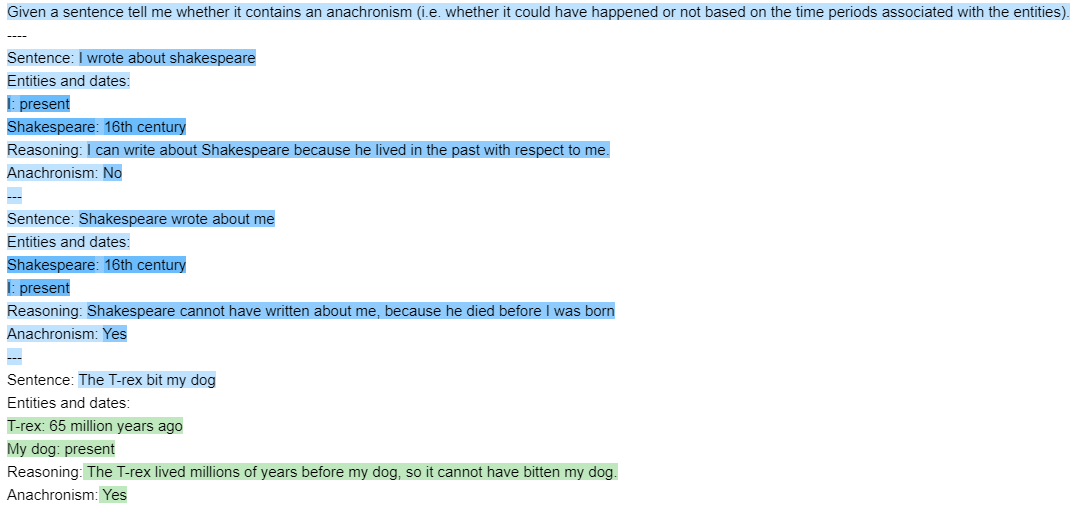 Given a sentence tell me whether it contains an anachronism (i.e. whether it could have happened or not based on the time periods associated with the entities).
----
Sentence: I wrote about shakespeare
Entities and dates:
I: present
Shakespeare: 16th century
Reasoning: I can write about Shakespeare because he lived in the past with respect to me.
Anachronism: No
---
Sentence: Shakespeare wrote about me
Entities and dates:
Shakespeare: 16th century
I: present
Reasoning: Shakespeare cannot have written about me, because he died before I was born
Anachronism: Yes
---
Sentence: The T-rex bit my dog
Entities and dates:
T-rex: 65 million years ago
My dog: present
Reasoning: The T-rex lived millions of years before my dog, so it cannot have bitten my dog.
Anachronism: Yes